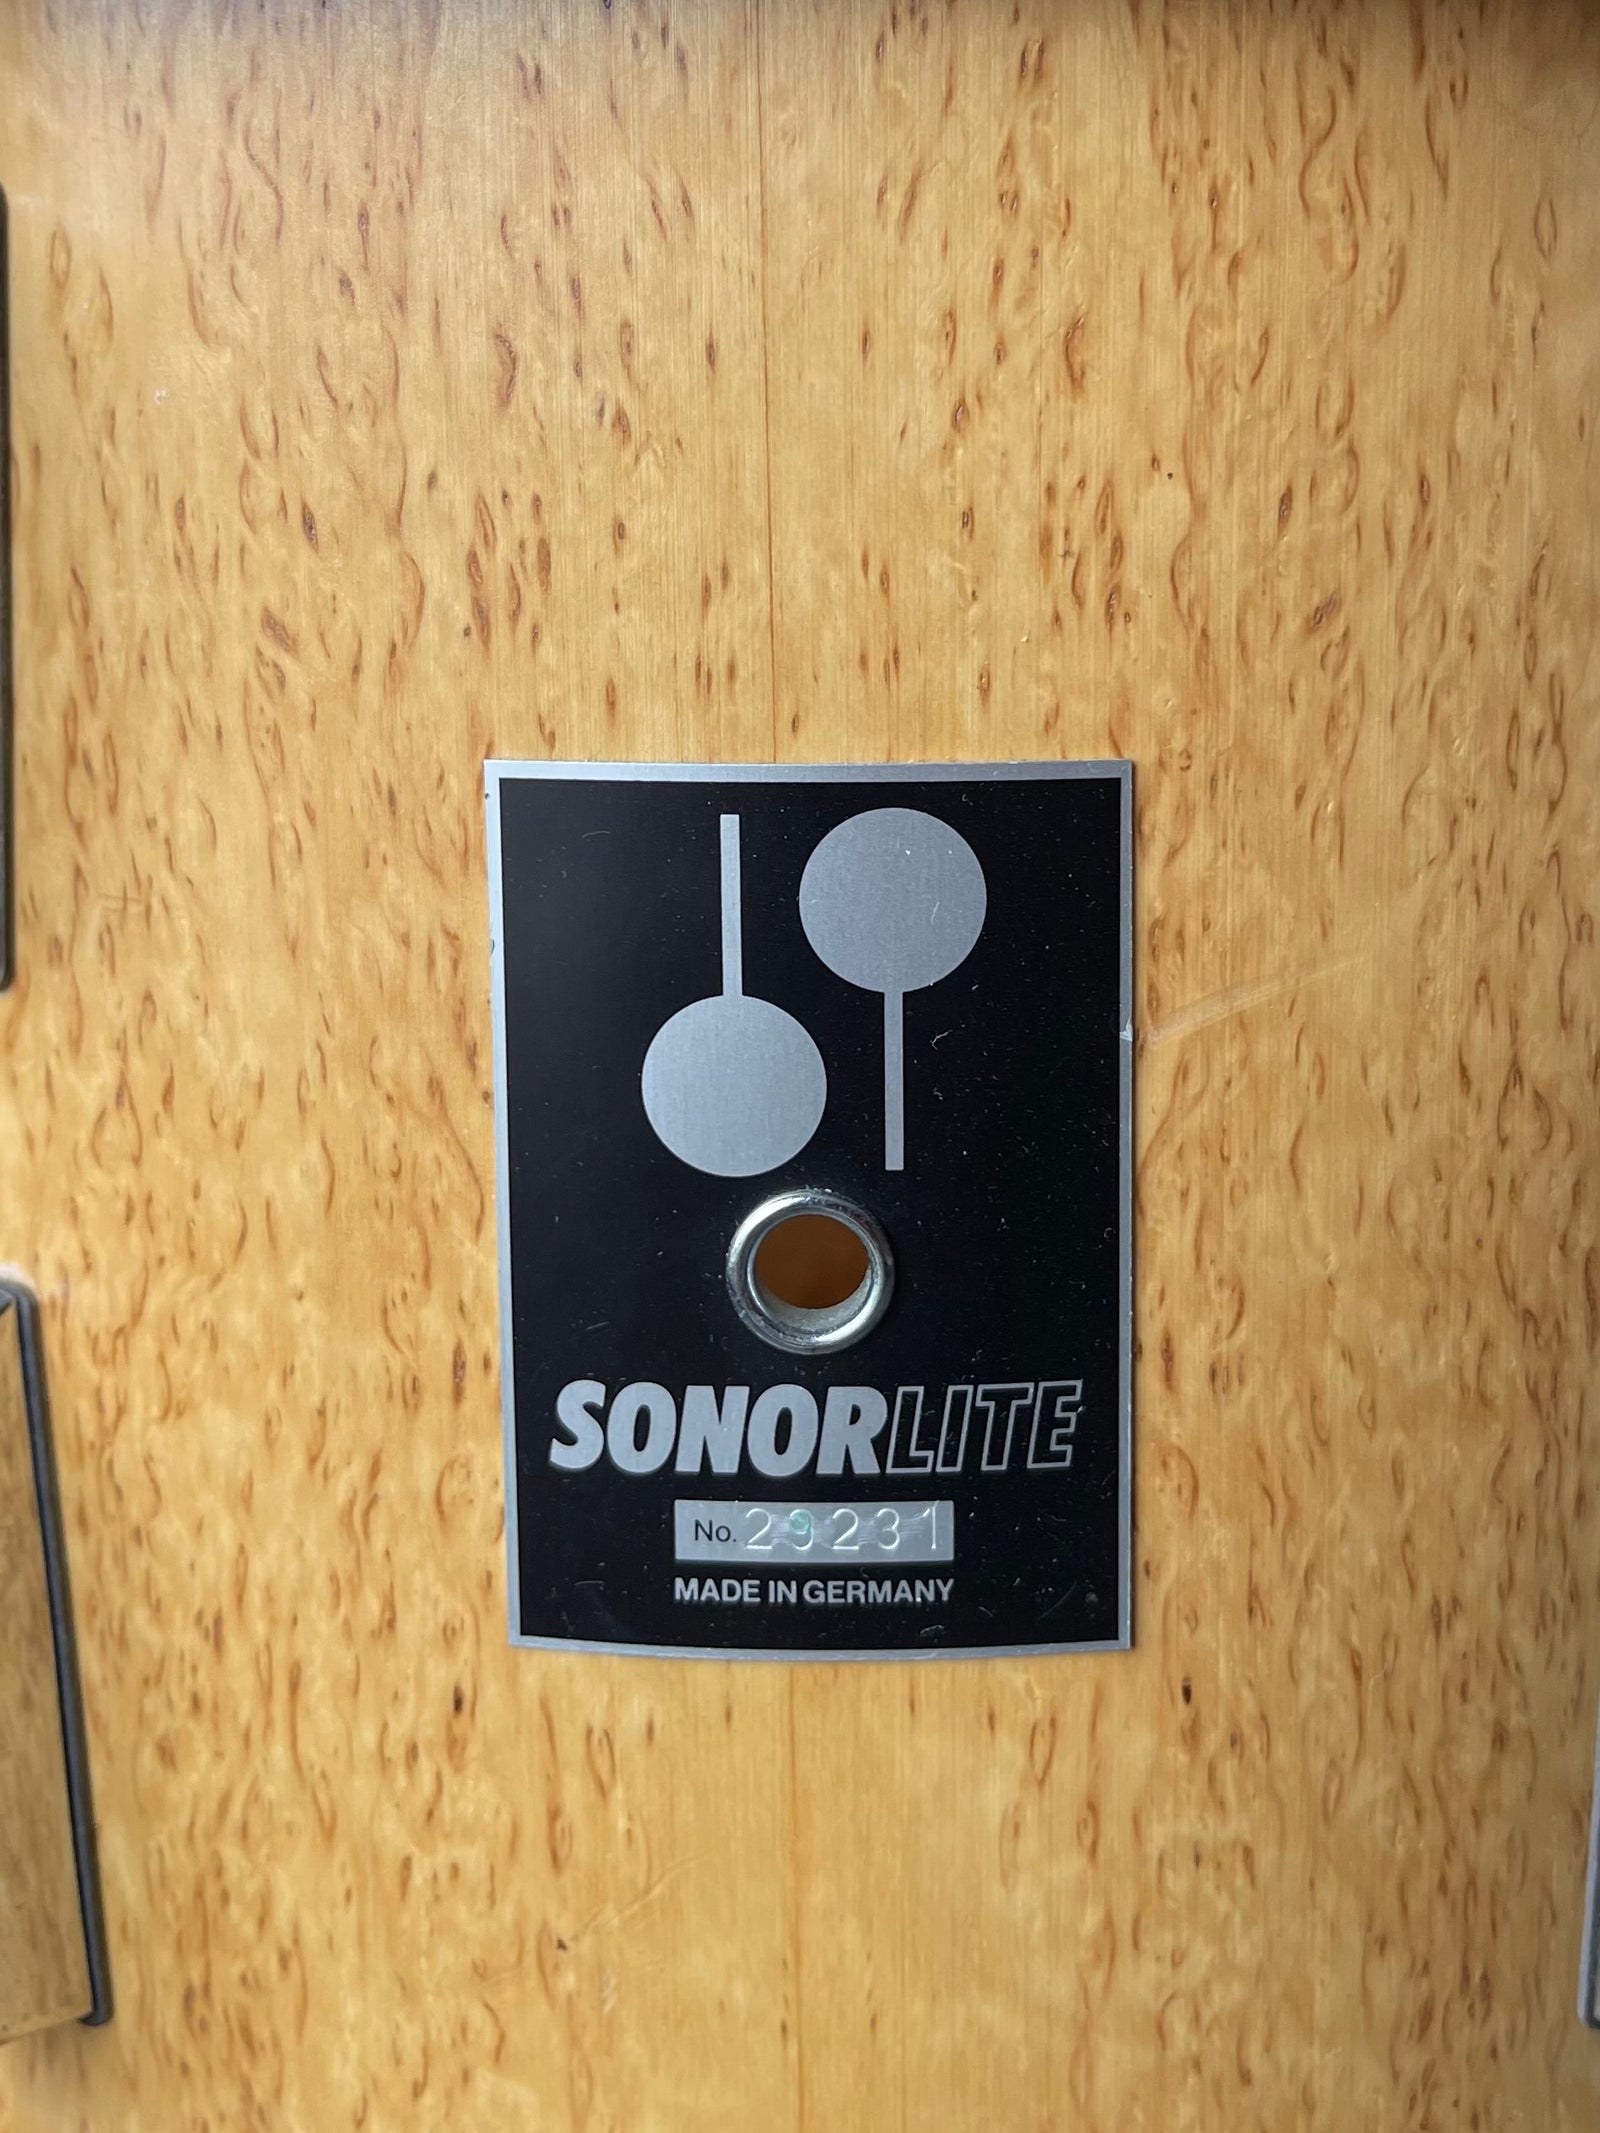 SONORLITE
No. 29231
MADE IN GERMANY